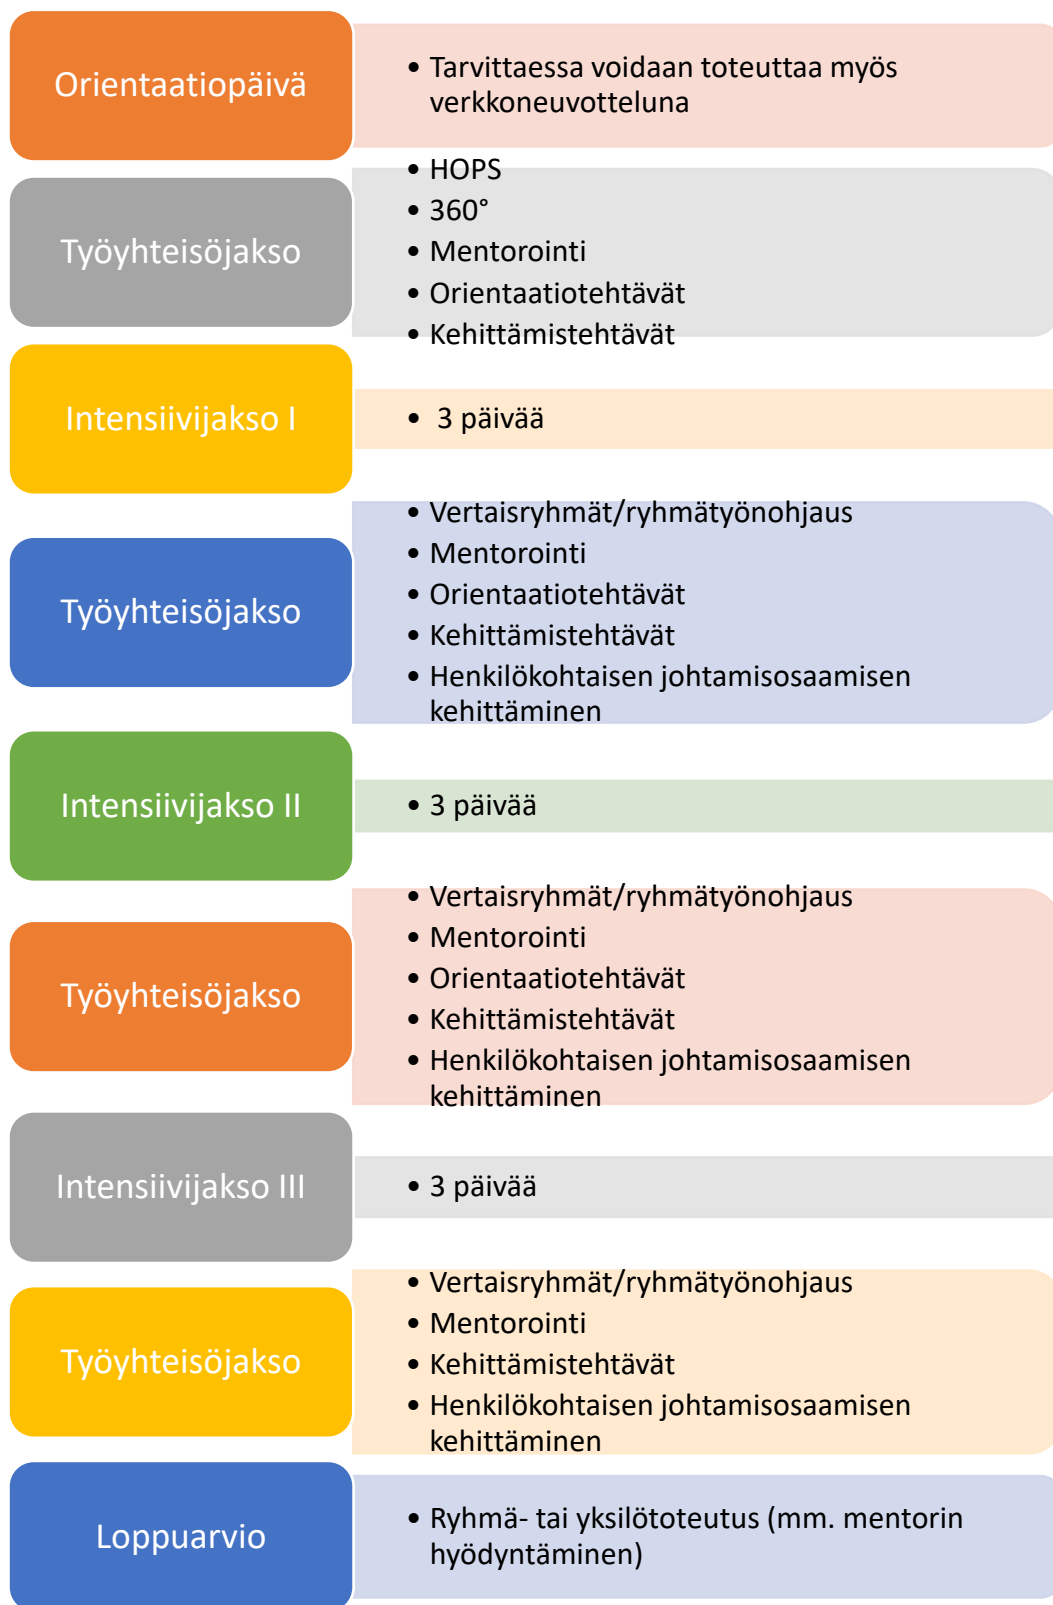 Orientaatiopäivä
• Tarvittaessa voidaan toteuttaa myös
verkkoneuvotteluna
Työyhteisöjakso
• HOPS
• 360°
• Mentorointi
• Orientaatiotehtävät
• Kehittämistehtävät
Intensiivijakso I
• 3 päivää
Työyhteisöjakso
• Vertaisryhmät/ryhmätyönohjaus
• Mentorointi
• Orientaatiotehtävät
• Kehittämistehtävät
• Henkilökohtaisen johtamisosaamisen
kehittäminen
Intensiivijakso II
• 3 päivää
Työyhteisöjakso
• Vertaisryhmät/ryhmätyönohjaus
• Mentorointi
• Orientaatiotehtävät
• Kehittämistehtävät
• Henkilökohtaisen johtamisosaamisen
kehittäminen
Intensiivijakso III
• 3 päivää
Työyhteisöjakso
• Vertaisryhmät/ryhmätyönohjaus
• Mentorointi
• Kehittämistehtävät
• Henkilökohtaisen johtamisosaamisen
kehittäminen
Loppuarvio
• Ryhmä- tai yksilötoteutus (mm. mentorin
hyödyntäminen)